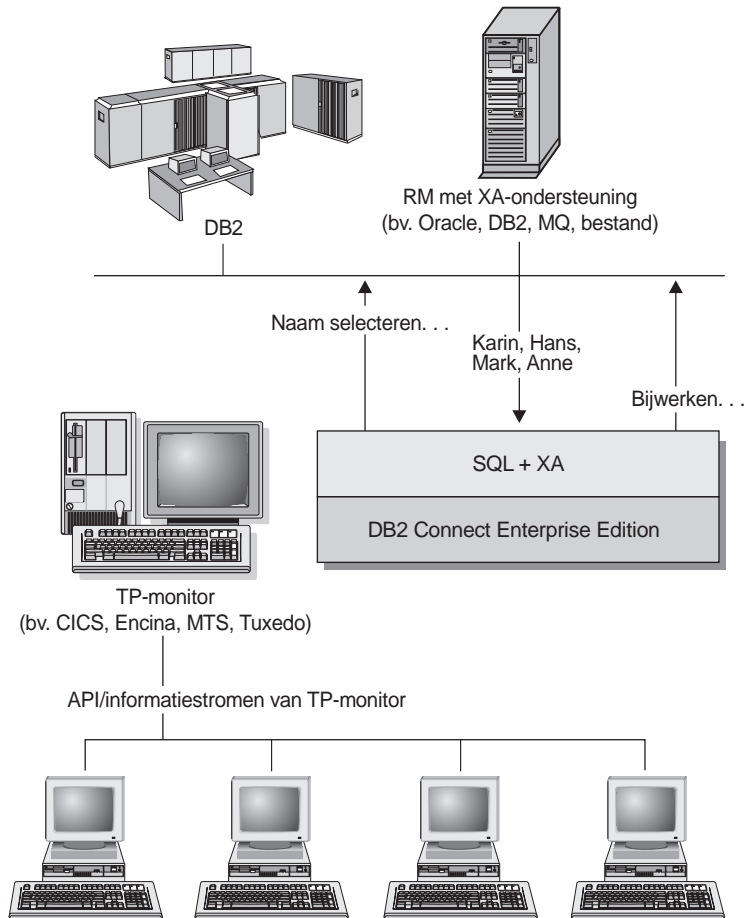 DB2
RM met XA-ondersteuning
(bv. Oracle, DB2, MQ, bestand)
Naam selecteren. . .
Karin, Hans,
Mark, Anne
Bijwerken. . .
SQL + XA
DB2 Connect Enterprise Edition
TP-monitor
(bv. CICS, Encina, MTS, Tuxedo)
API/informatiestromen van TP-monitor